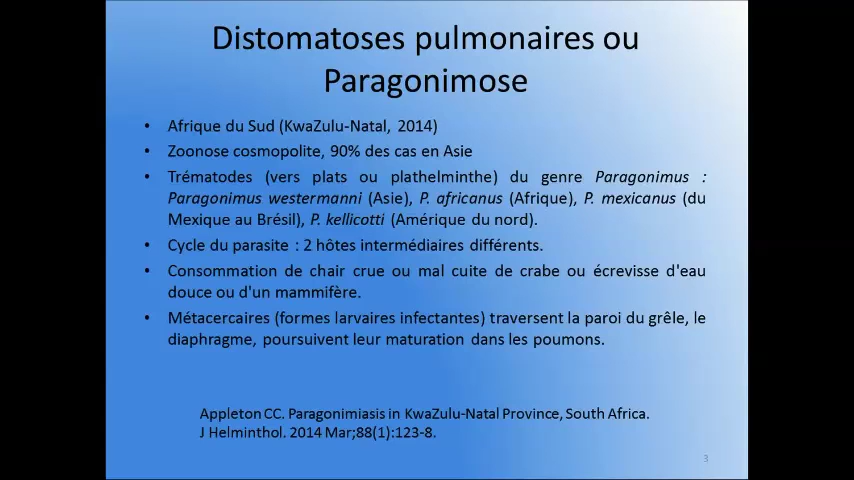 Distomatoses pulmonaires ou
Paragonimose
• Afrique du Sud (KwaZulu-Natal, 2014)
• Zoonose cosmopolite, 90% des cas en Asie
• Trématodes (vers plats ou plathelminthe) du genre Paragonimus :
Paragonimus westermanni (Asie), P. africanus (Afrique), P. mexicanus (du
Mexique au Brésil), P. kellicotti (Amérique du nord).
• Cycle du parasite : 2 hôtes intermédiaires différents.
• Consommation de chair crue ou mal cuite de crabe ou écrevisse d'eau
douce ou d'un mammifère.
• Métacercaires (formes larvaires infectantes) traversent la paroi du grêle, le
diaphragme, poursuivent leur maturation dans les poumons.
Appleton CC. Paragonimiasis in KwaZulu-Natal Province, South Africa.
J Helminthol. 2014 Mar;88(1):123-8.
3